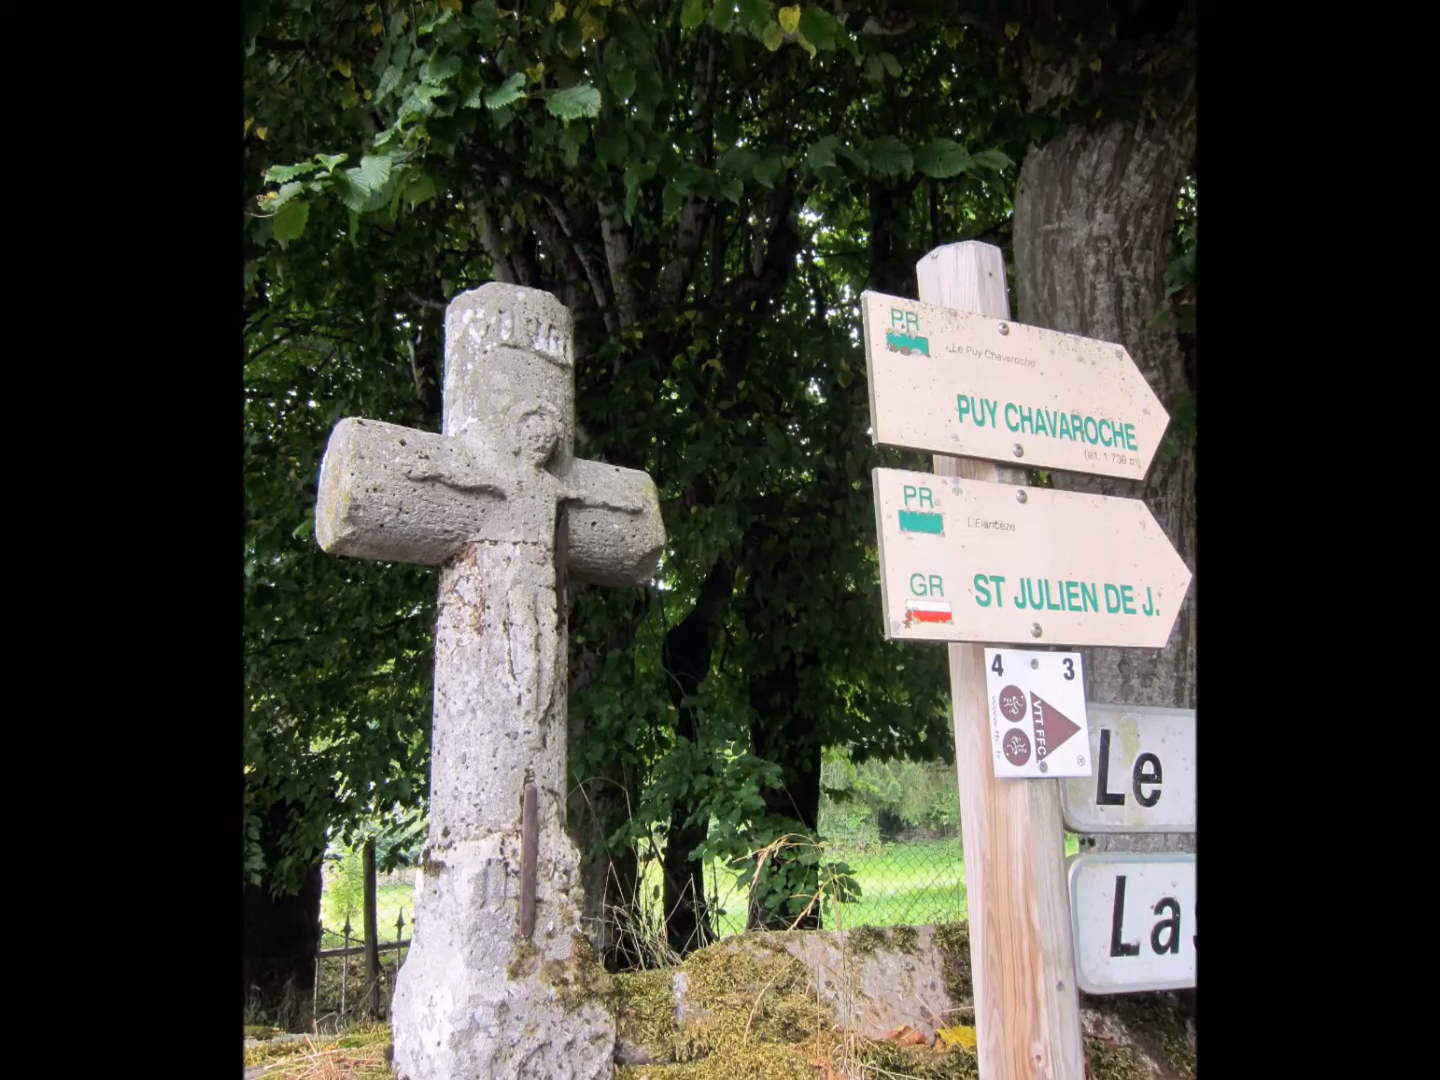 PR
Le Puy Chavaroche
PUY CHAVAROCHE
(alt. 1 739 m)
PR
L'Elancèze
GR
ST JULIEN DE J.
4 3
VTT FFC
Le
La